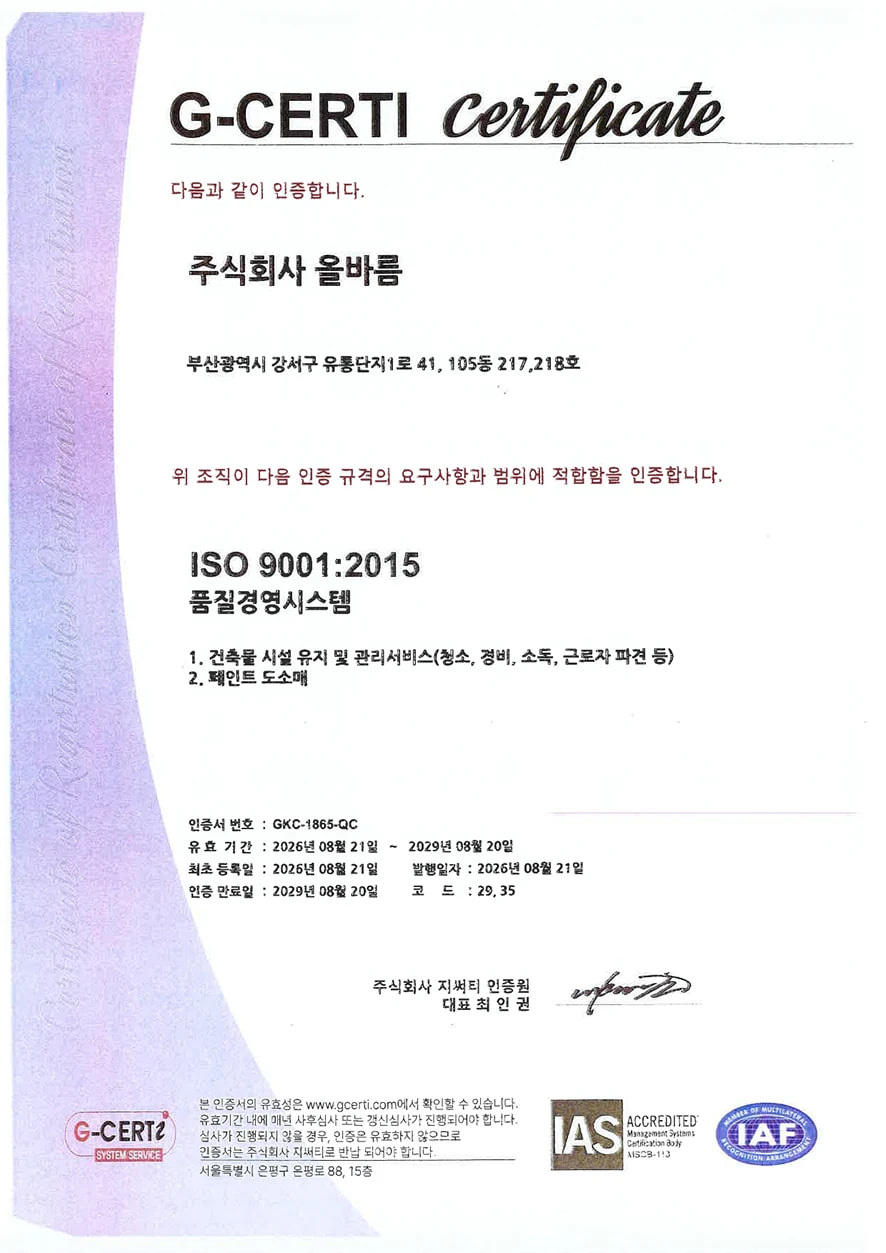 G-CERTI Certificate
다음과 같이 인증합니다.
주식회사 올바름
부산광역시 강서구 유통단지1로 41, 105동 217,218호
위 조직이 다음 인증 규격의 요구사항과 범위에 적합함을 인증합니다.
ISO 9001:2015
품질경영시스템
1. 건축물 시설 유지 및 관리서비스(청소, 경비, 소독, 근로자 파견 등)
2. 페인트 도소매
인증서 번호 : GKC-1865-QC
유 효 기 간 : 2026년 08월 21일 ~ 2029년 08월 20일
최초 등록일 : 2026년 08월 21일 발행일자 : 2026년 08월 21일
인증 만료일 : 2029년 08월 20일 코 드 : 29, 35
주식회사 지써티 인증원
대표 최 인 권
본 인증서의 유효성은 www.gcerti.com에서 확인할 수 있습니다.
유효기간 내에 매년 사후심사 또는 갱신심사가 진행되어야 합니다.
심사가 진행되지 않을 경우, 인증은 유효하지 않으므로
인증서는 주식회사 지써티로 반납 되어야 합니다.
서울특별시 은평구 은평로 88, 15층
G-CERTi
SYSTEM SERVICE
IAS ACCREDITED
Management Systems
Certification Body
MSCB-113
MEMBER OF MULTILATERAL
IAF
RECOGNITION ARRANGEMENT
Certificate of Registration Certificate of Registration